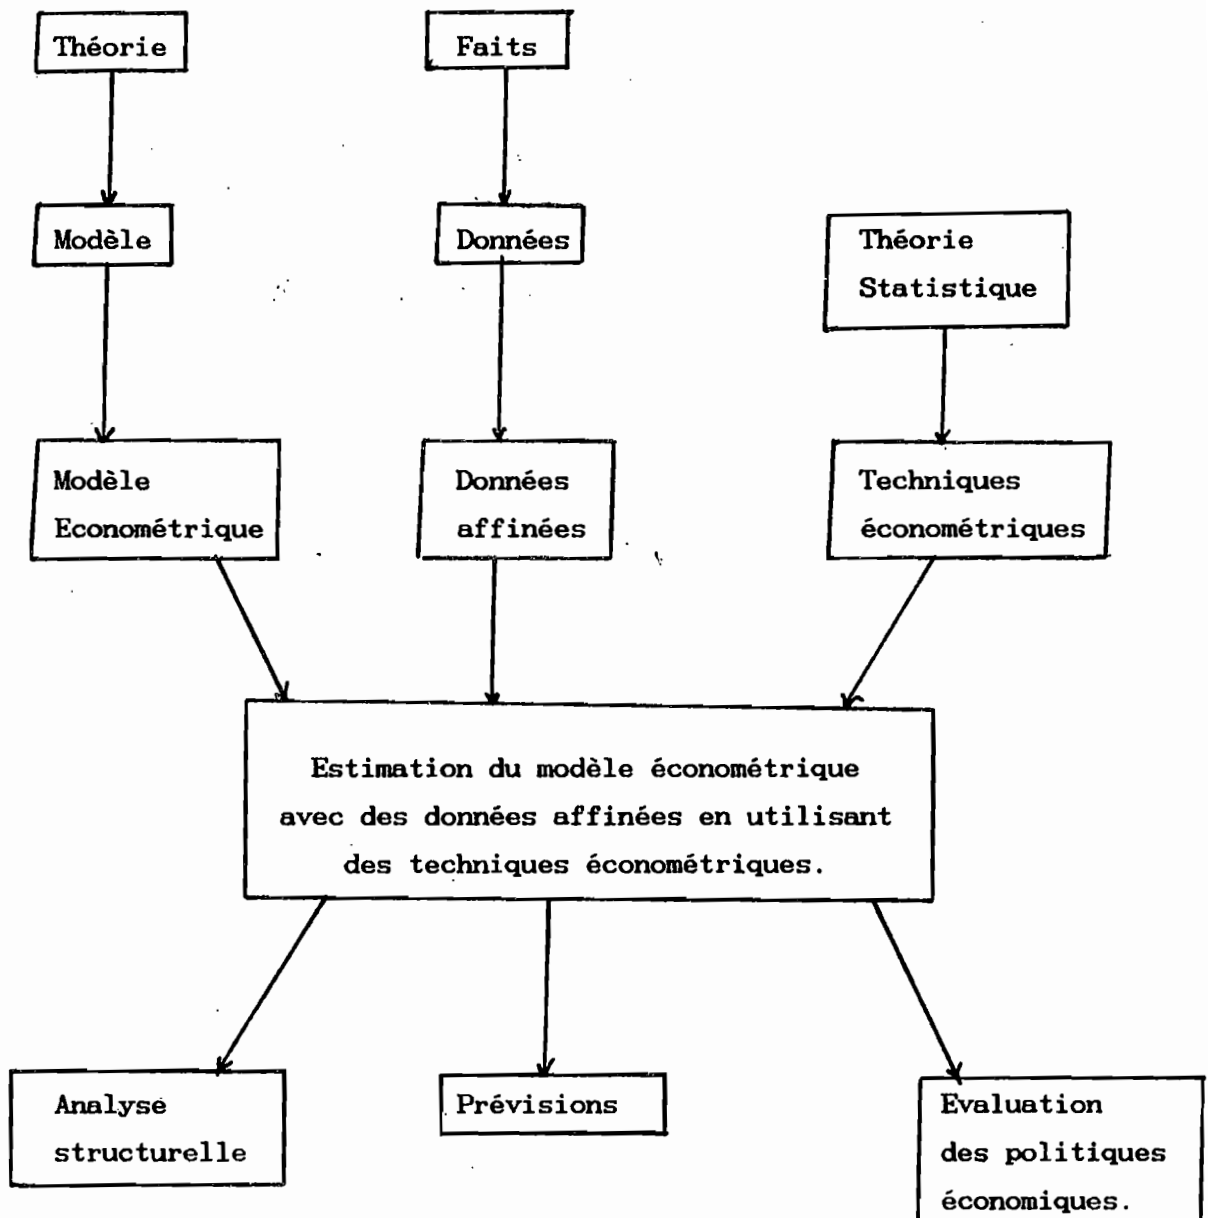 Théorie
Faits
Modèle
Données
Théorie
Statistique
Modèle
Econométrique
Données
affinées
Techniques
économétriques
Estimation du modèle économétrique
avec des données affinées en utilisant
des techniques économétriques.
Analyse
structurelle
Prévisions
Evaluation
des politiques
économiques.